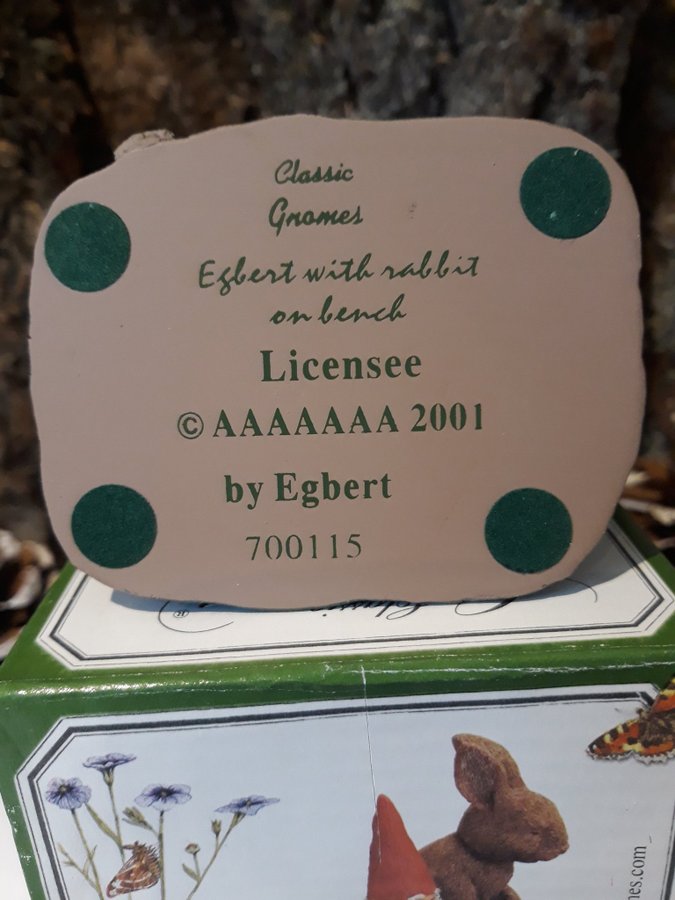 Classic
Gnomes
Egbert with rabbit
on bench
Licensee
© AAAAAAA 2001
by Egbert
700115
®